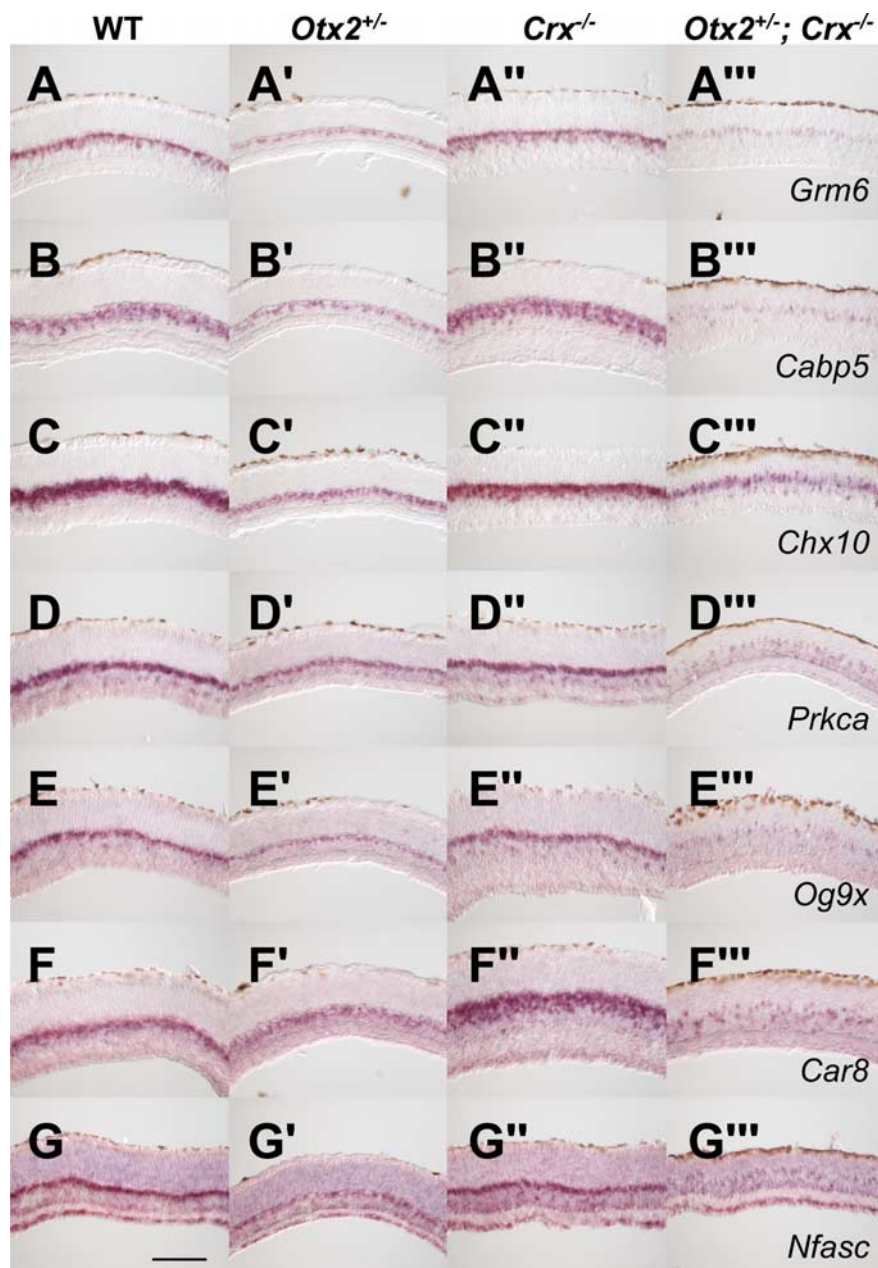 WT Otx2+/- Crx-/- Otx2+/-; Crx-/-
A A' A'' A'''
Grm6
B B' B'' B'''
Cabp5
C C' C'' C'''
Chx10
D D' D'' D'''
Prkca
E E' E'' E'''
Og9x
F F' F'' F'''
Car8
G G' G'' G'''
Nfasc